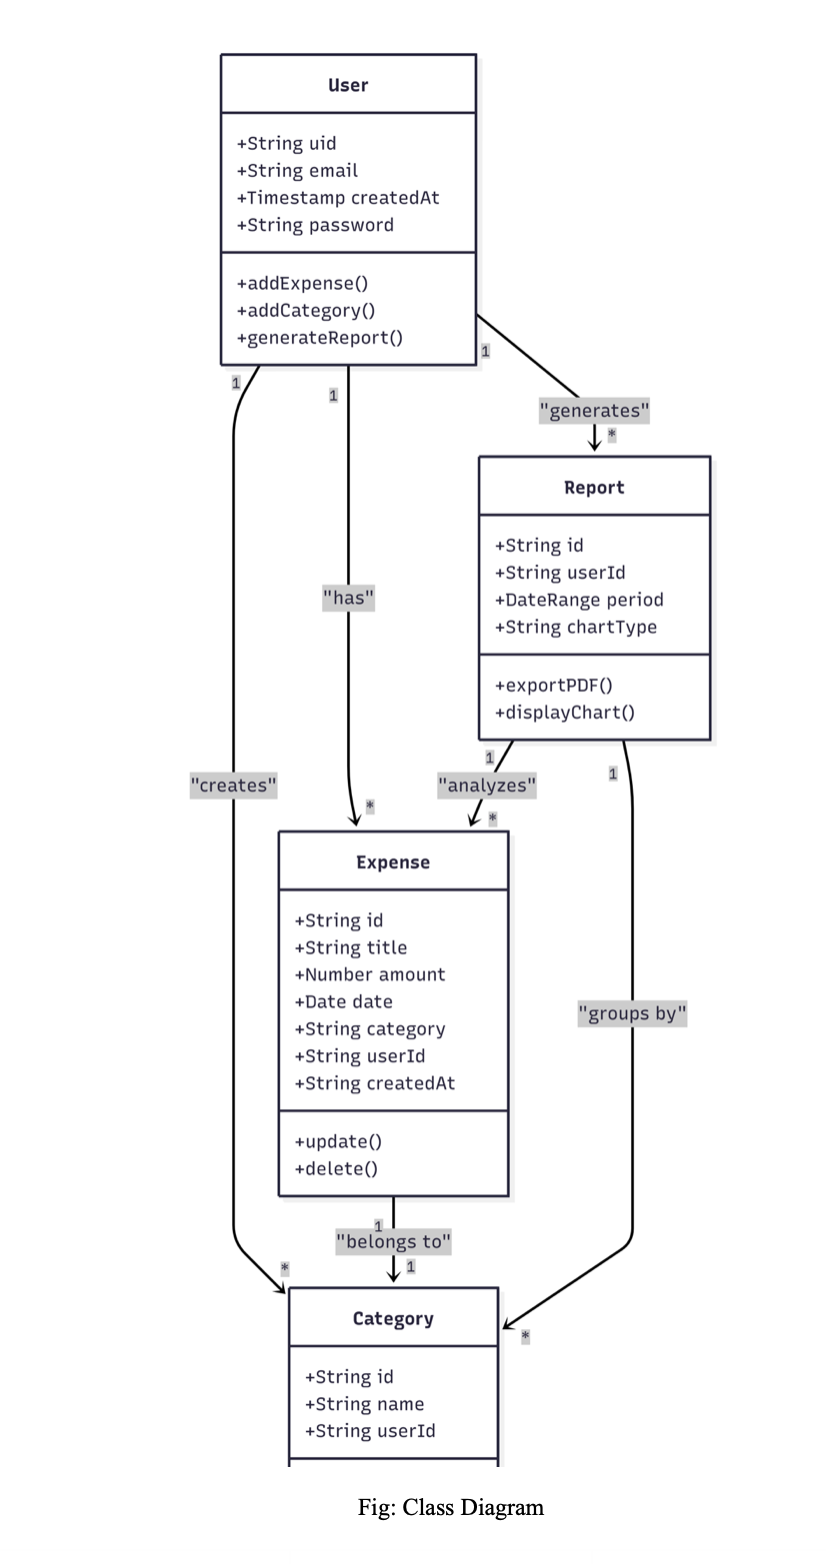 User
+String uid
+String email
+Timestamp createdAt
+String password
+addExpense()
+addCategory()
+generateReport()
1
1
1
"generates"
*
Report
+String id
+String userId
+DateRange period
+String chartType
+exportPDF()
+displayChart()
"has"
1
1
"creates"
"analyzes"
*
*
Expense
+String id
+String title
+Number amount
+Date date
+String category
+String userId
+String createdAt
+update()
+delete()
"groups by"
1
"belongs to"
*
1
*
Category
+String id
+String name
+String userId
Fig: Class Diagram